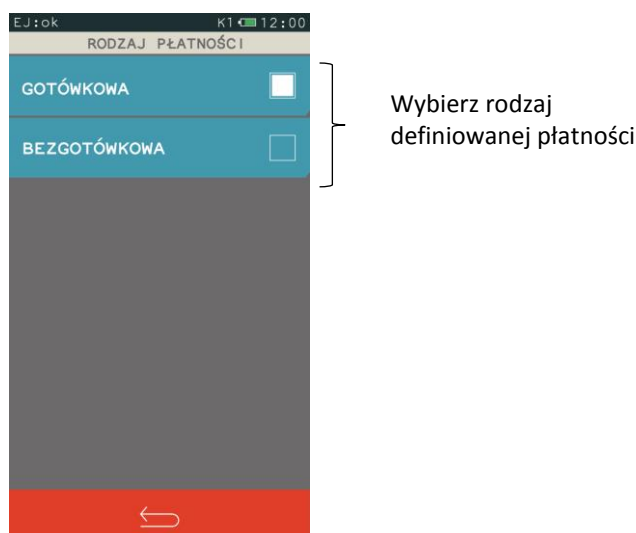 EJ:ok K1 12:00
RODZAJ PŁATNOŚCI
GOTÓWKOWA
BEZGOTÓWKOWA
Wybierz rodzaj
definiowanej płatności